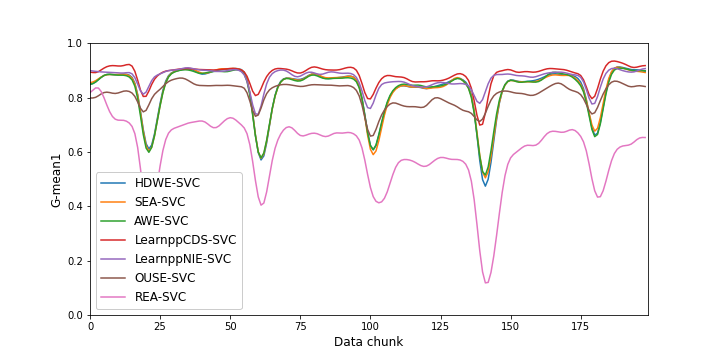 1.0
0.8
0.6
0.4
0.2
0.0
G-mean1
HDWE-SVC
SEA-SVC
AWE-SVC
LearnppCDS-SVC
LearnppNIE-SVC
OUSE-SVC
REA-SVC
0 25 50 75 100 125 150 175
Data chunk